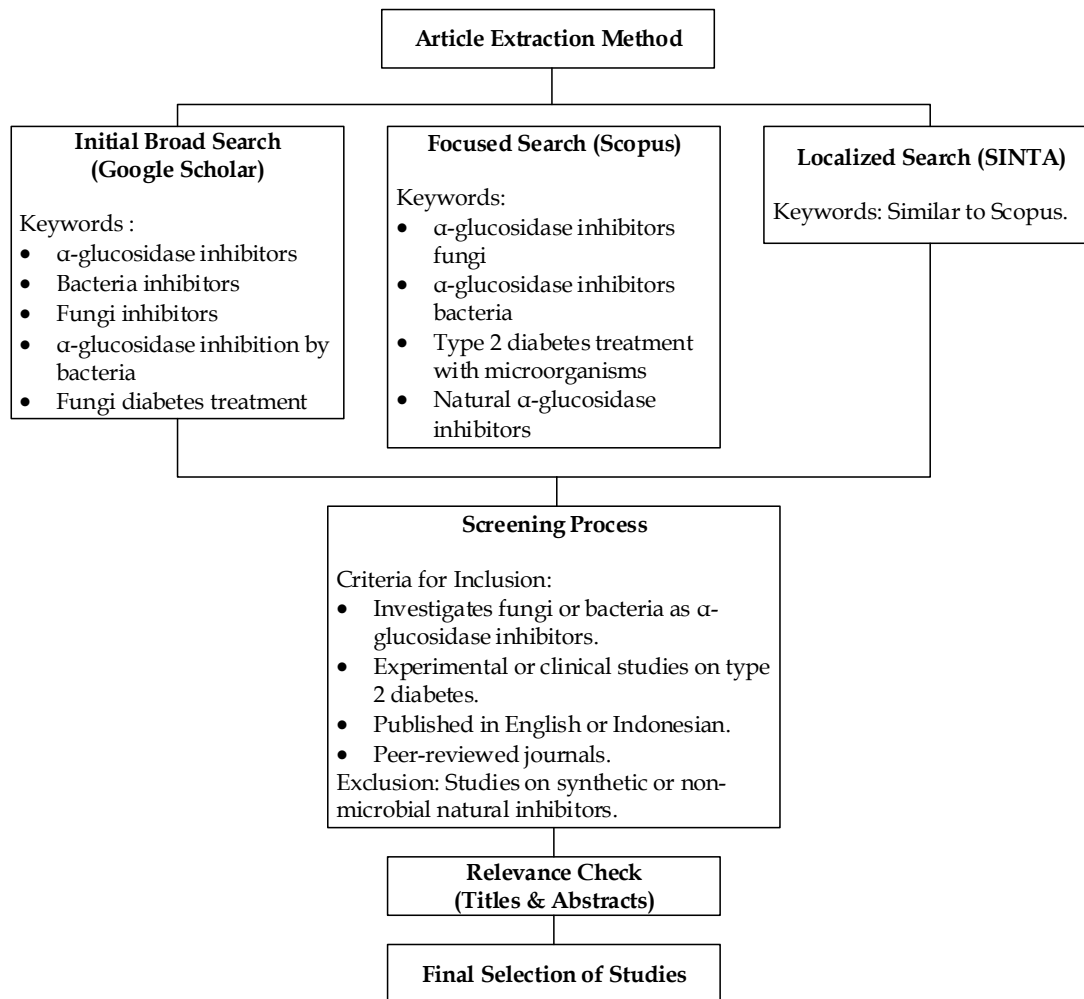 Article Extraction Method
Initial Broad Search
(Google Scholar)
Keywords :
• α-glucosidase inhibitors
• Bacteria inhibitors
• Fungi inhibitors
• α-glucosidase inhibition by
bacteria
• Fungi diabetes treatment
Focused Search (Scopus)
Keywords:
• α-glucosidase inhibitors
fungi
• α-glucosidase inhibitors
bacteria
• Type 2 diabetes treatment
with microorganisms
• Natural α-glucosidase
inhibitors
Localized Search (SINTA)
Keywords: Similar to Scopus.
Screening Process
Criteria for Inclusion:
• Investigates fungi or bacteria as α-
glucosidase inhibitors.
• Experimental or clinical studies on type
2 diabetes.
• Published in English or Indonesian.
• Peer-reviewed journals.
Exclusion: Studies on synthetic or non-
microbial natural inhibitors.
Relevance Check
(Titles & Abstracts)
Final Selection of Studies